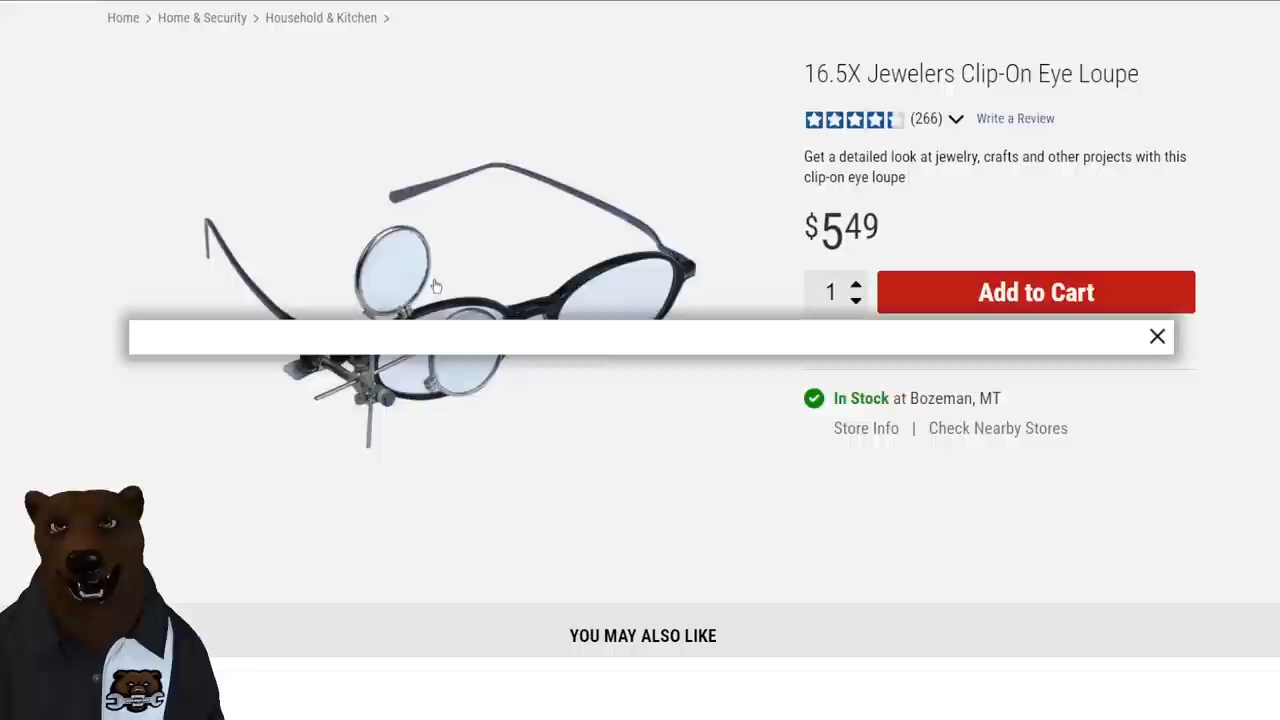 Home > Home & Security > Household & Kitchen >
16.5X Jewelers Clip-On Eye Loupe
(266) Write a Review
Get a detailed look at jewelry, crafts and other projects with this
clip-on eye loupe
$5 49
1 Add to Cart
In Stock at Bozeman, MT
Store Info | Check Nearby Stores
YOU MAY ALSO LIKE